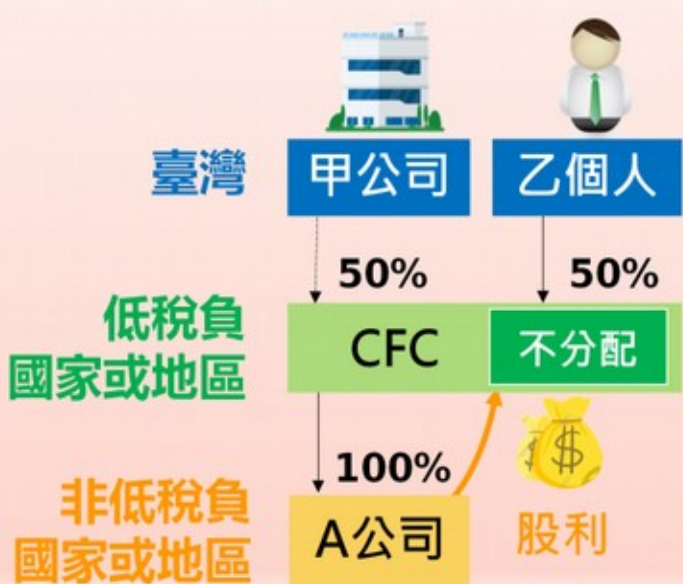 臺灣
甲公司
乙個人
50%
50%
低稅負
國家或地區
CFC
不分配
$
100%
非低稅負
國家或地區
A公司
股利